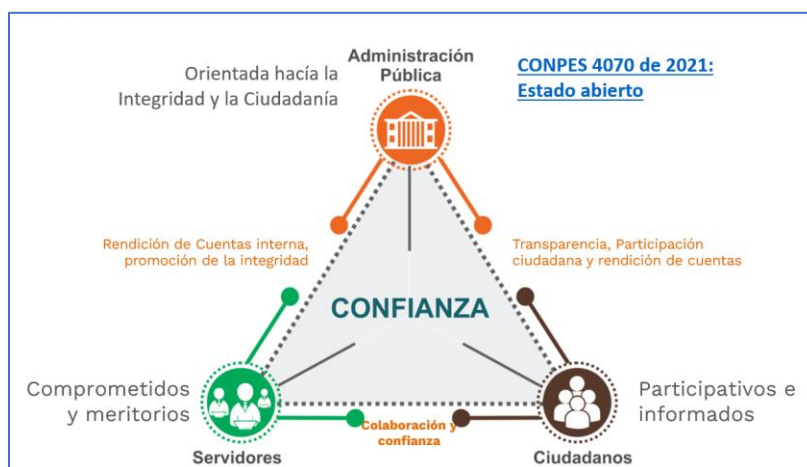 Administración
Pública
Orientada hacía la
Integridad y la Ciudadanía
CONPES 4070 de 2021:
Estado abierto
Rendición de Cuentas interna,
promoción de la integridad
Transparencia, Participación
ciudadana y rendición de cuentas
CONFIANZA
Comprometidos
y meritorios
Participativos e
informados
Colaboración y
confianza
Servidores
Ciudadanos